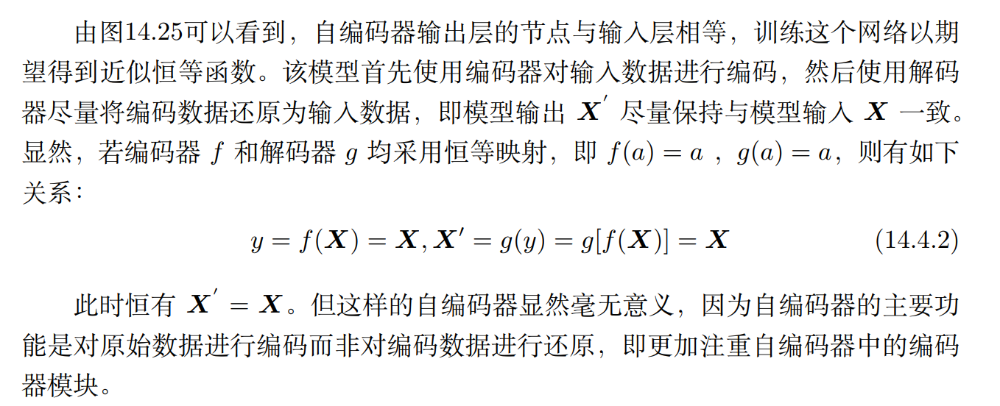 由图14.25可以看到，自编码器输出层的节点与输入层相等，训练这个网络以期
望得到近似恒等函数。该模型首先使用编码器对输入数据进行编码，然后使用解码
器尽量将编码数据还原为输入数据，即模型输出 X′ 尽量保持与模型输入 X 一致。
显然，若编码器 f 和解码器 g 均采用恒等映射，即 f(a) = a ，g(a) = a，则有如下
关系：
y = f(X) = X, X′ = g(y) = g[f(X)] = X (14.4.2)
此时恒有 X′ = X。但这样的自编码器显然毫无意义，因为自编码器的主要功
能是对原始数据进行编码而非对编码数据进行还原，即更加注重自编码器中的编码
器模块。